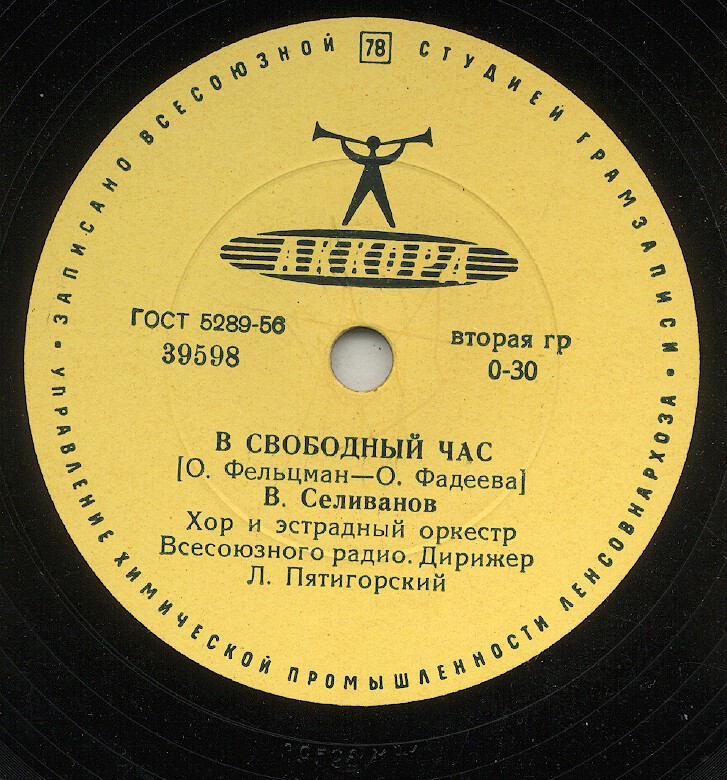 ЗАПИСАНО ВСЕСОЮЗНОЙ 78 СТУДИЕЙ ГРАМЗАПИСИ
АККОРД
ГОСТ 5289-56
39598
вторая гр
0-30
В СВОБОДНЫЙ ЧАС
[О. Фельцман—О. Фадеева]
В. Селиванов
Хор и эстрадный оркестр
Всесоюзного радио. Дирижер
Л. Пятигорский
УПРАВЛЕНИЕ ХИМИЧЕСКОЙ ПРОМЫШЛЕННОСТИ ЛЕНСОВНАРХОЗА